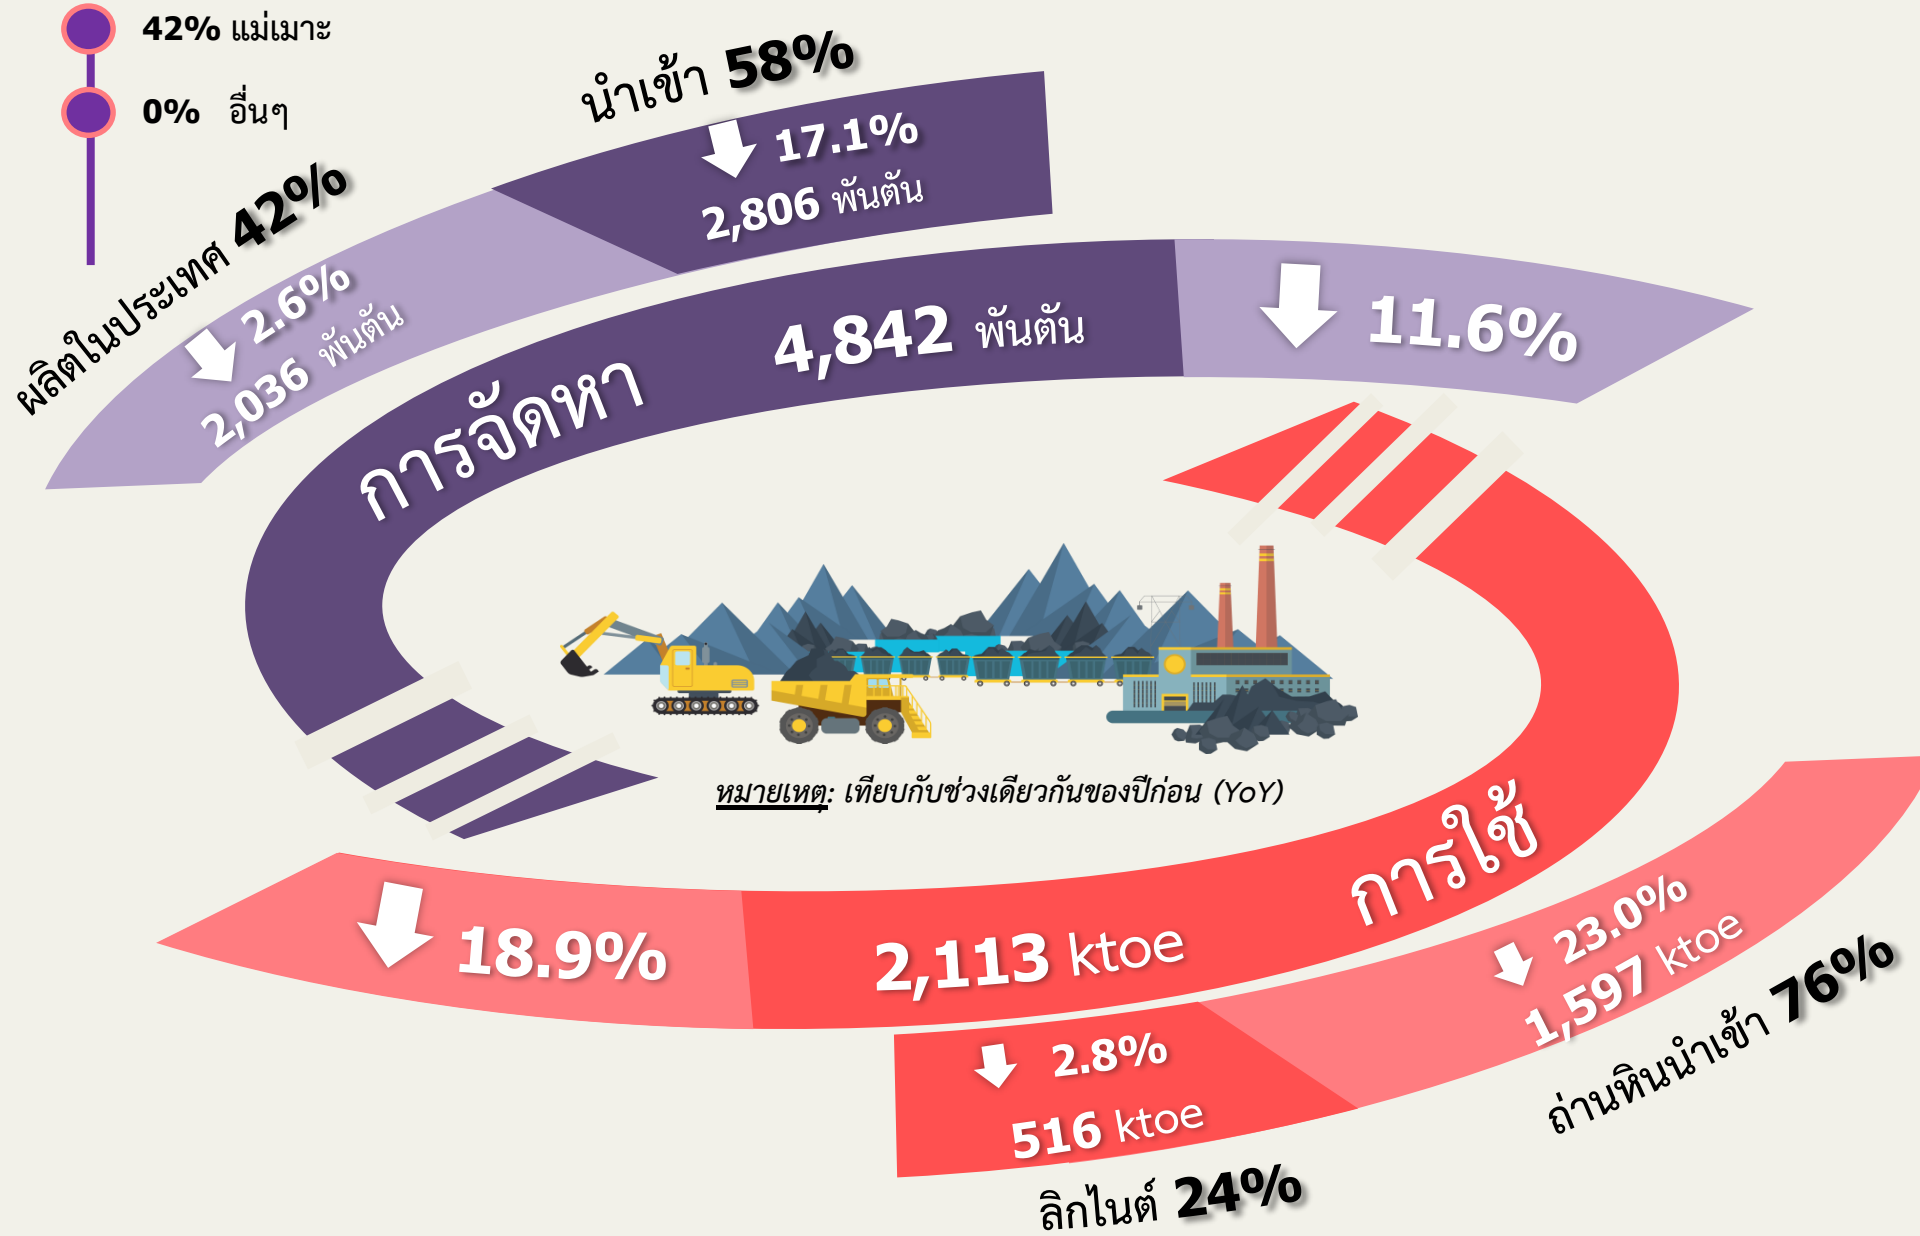 42% แม่เมาะ
0% อื่นๆ
นำเข้า 58%
17.1%
2,806 พันตัน
ผลิตในประเทศ 42%
2.6%
2,036 พันตัน
การจัดหา 4,842 พันตัน
11.6%
หมายเหตุ: เทียบกับช่วงเดียวกันของปีก่อน (YoY)
การใช้
2,113 ktoe
18.9%
23.0%
1,597 ktoe
ถ่านหินนำเข้า 76%
2.8%
516 ktoe
ลิกไนต์ 24%